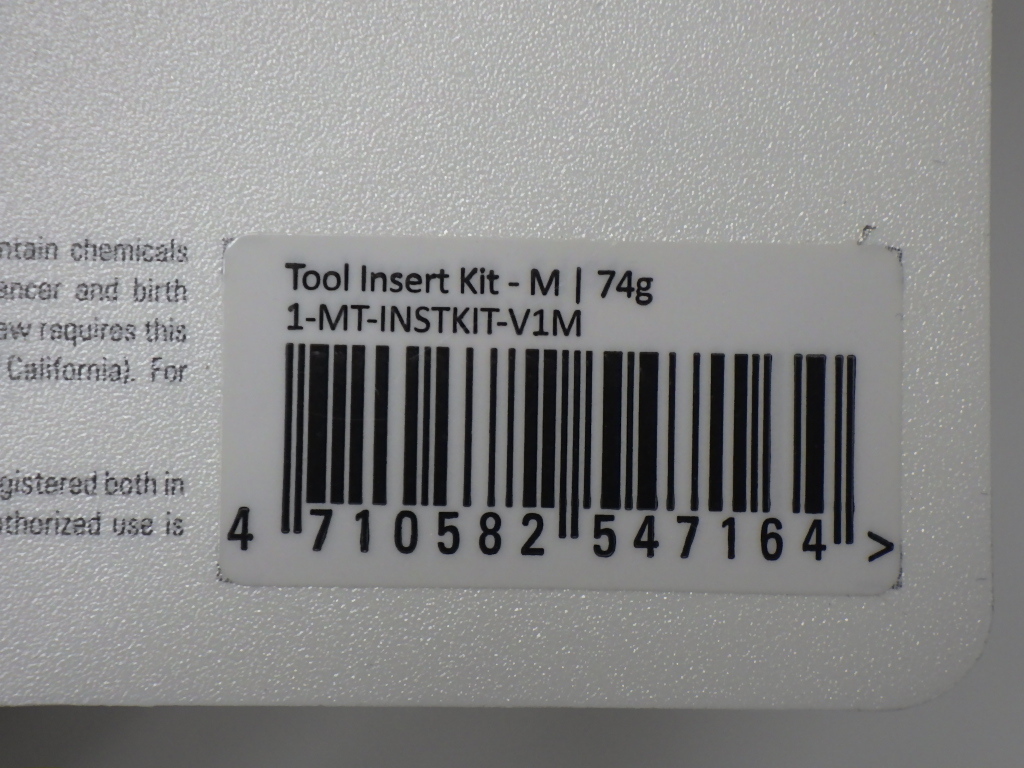 ntain chemicals
ancer and birth
aw requires this
California). For
gistered both in
thorized use is
Tool Insert Kit - M | 74g
1-MT-INSTKIT-V1M
4 710582 547164 >